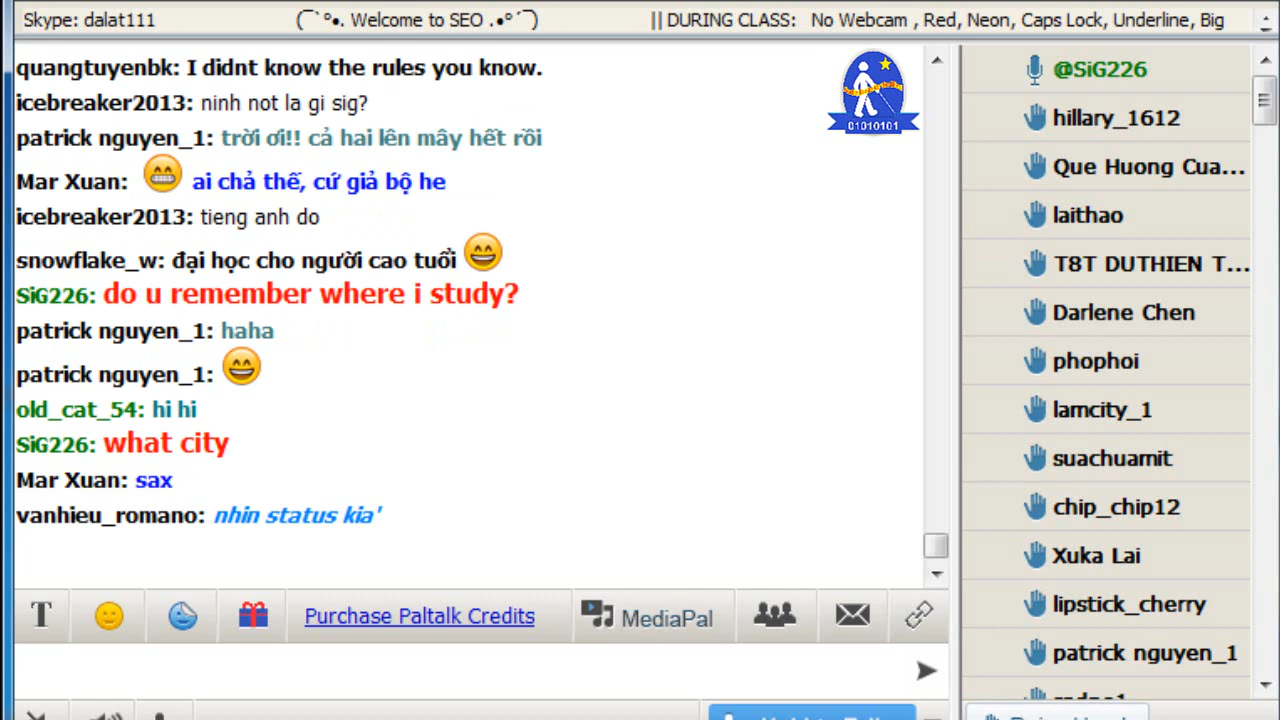 Skype: dalat111 (¯`°•. Welcome to SEO .•°´¯) || DURING CLASS: No Webcam , Red, Neon, Caps Lock, Underline, Big
quangtuyenbk: I didnt know the rules you know.
icebreaker2013: ninh not la gi sig?
patrick nguyen_1: trời ơi!! cả hai lên mây hết rồi
Mar Xuan: ai chả thế, cứ giả bộ he
icebreaker2013: tieng anh do
snowflake_w: đại học cho người cao tuổi
SiG226: do u remember where i study?
patrick nguyen_1: haha
patrick nguyen_1:
old_cat_54: hi hi
SiG226: what city
Mar Xuan: sax
vanhieu_romano: nhin status kia'
01010101
T
Purchase Paltalk Credits
MediaPal
@SiG226
hillary_1612
Que Huong Cua...
laithao
T8T DUTHIEN T...
Darlene Chen
phophoi
lamcity_1
suachuamit
chip_chip12
Xuka Lai
lipstick_cherry
patrick nguyen_1